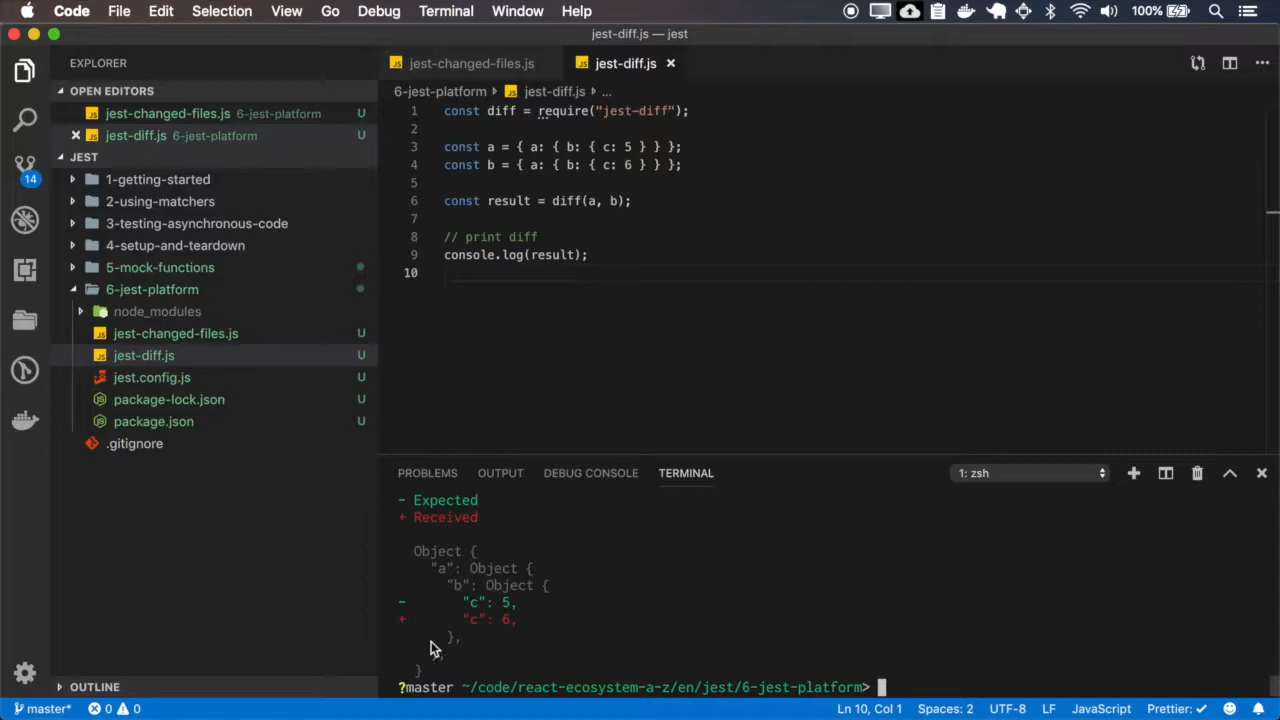 Code File Edit Selection View Go Debug Terminal Window Help 100%
jest-diff.js — jest
EXPLORER
OPEN EDITORS
jest-changed-files.js 6-jest-platform U
jest-diff.js 6-jest-platform U
JEST
1-getting-started
2-using-matchers
3-testing-asynchronous-code
4-setup-and-teardown
5-mock-functions
6-jest-platform
node_modules
jest-changed-files.js U
jest-diff.js U
jest.config.js U
package-lock.json U
package.json U
.gitignore
OUTLINE
14
jest-changed-files.js jest-diff.js
6-jest-platform jest-diff.js ...
1 const diff = require("jest-diff");
2
3 const a = { a: { b: { c: 5 } } };
4 const b = { a: { b: { c: 6 } } };
5
6 const result = diff(a, b);
7
8 // print diff
9 console.log(result);
10
PROBLEMS OUTPUT DEBUG CONSOLE TERMINAL 1: zsh
- Expected
+ Received
Object {
"a": Object {
"b": Object {
- "c": 5,
+ "c": 6,
},
}
?master ~/code/react-ecosystem-a-z/en/jest/6-jest-platform>
master* 0 0 Ln 10, Col 1 Spaces: 2 UTF-8 LF JavaScript Prettier: ✓